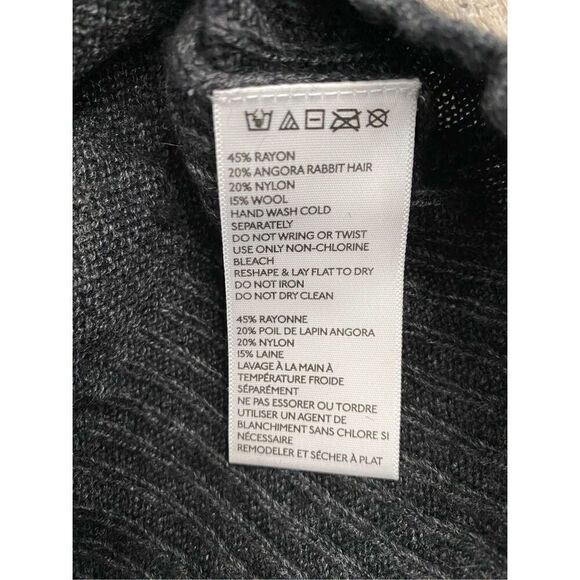 45% RAYON
20% ANGORA RABBIT HAIR
20% NYLON
15% WOOL
HAND WASH COLD
SEPARATELY
DO NOT WRING OR TWIST
USE ONLY NON-CHLORINE
BLEACH
RESHAPE & LAY FLAT TO DRY
DO NOT IRON
DO NOT DRY CLEAN
45% RAYONNE
20% POIL DE LAPIN ANGORA
20% NYLON
15% LAINE
LAVAGE À LA MAIN À
TEMPÉRATURE FROIDE
SÉPARÉMENT
NE PAS ESSORER OU TORDRE
UTILISER UN AGENT DE
BLANCHIMENT SANS CHLORE SI
NÉCESSAIRE
REMODELER ET SÉCHER À PLAT